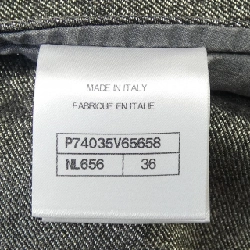 MADE IN ITALY
FABRIQUE EN ITALIE
P74035V65658
NL656 36